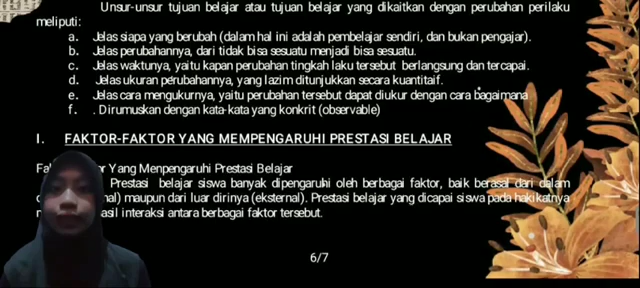 Unsur-unsur tujuan belajar atau tujuan belajar yang dikaitkan dengan perubahan perilaku
meliputi:
a. Jelas siapa yang berubah (dalam hal ini adalah pembelajar sendiri, dan bukan pengajar).
b. Jelas perubahannya, dari tidak bisa sesuatu menjadi bisa sesuatu.
c. Jelas waktunya, yaitu kapan perubahan tingkah laku tersebut berlangsung dan tercapai.
d. Jelas ukuran perubahannya, yang lazim ditunjukkan secara kuantitaif.
e. Jelas cara mengukurnya, yaitu perubahan tersebut dapat diukur dengan cara bagaimana
f. . Dirumuskan dengan kata-kata yang konkrit (observable)
I. FAKTOR-FAKTOR YANG MEMPENGARUHI PRESTASI BELAJAR
Yang Menpengaruhi Prestasi Belajar
Prestasi belajar siswa banyak dipengaruhi oleh berbagai faktor, baik berasal dari dalam
maupun dari luar dirinya (eksternal). Prestasi belajar yang dicapai siswa pada hakikatnya
interaksi antara berbagai faktor tersebut.
6/7